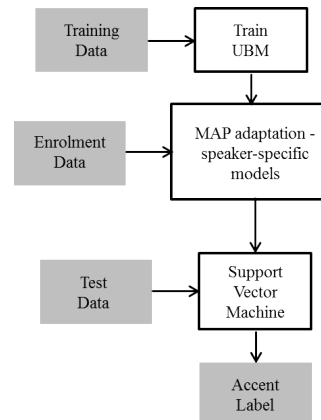 Training
Data
Train
UBM
Enrolment
Data
MAP adaptation -
speaker-specific
models
Test
Data
Support
Vector
Machine
Accent
Label